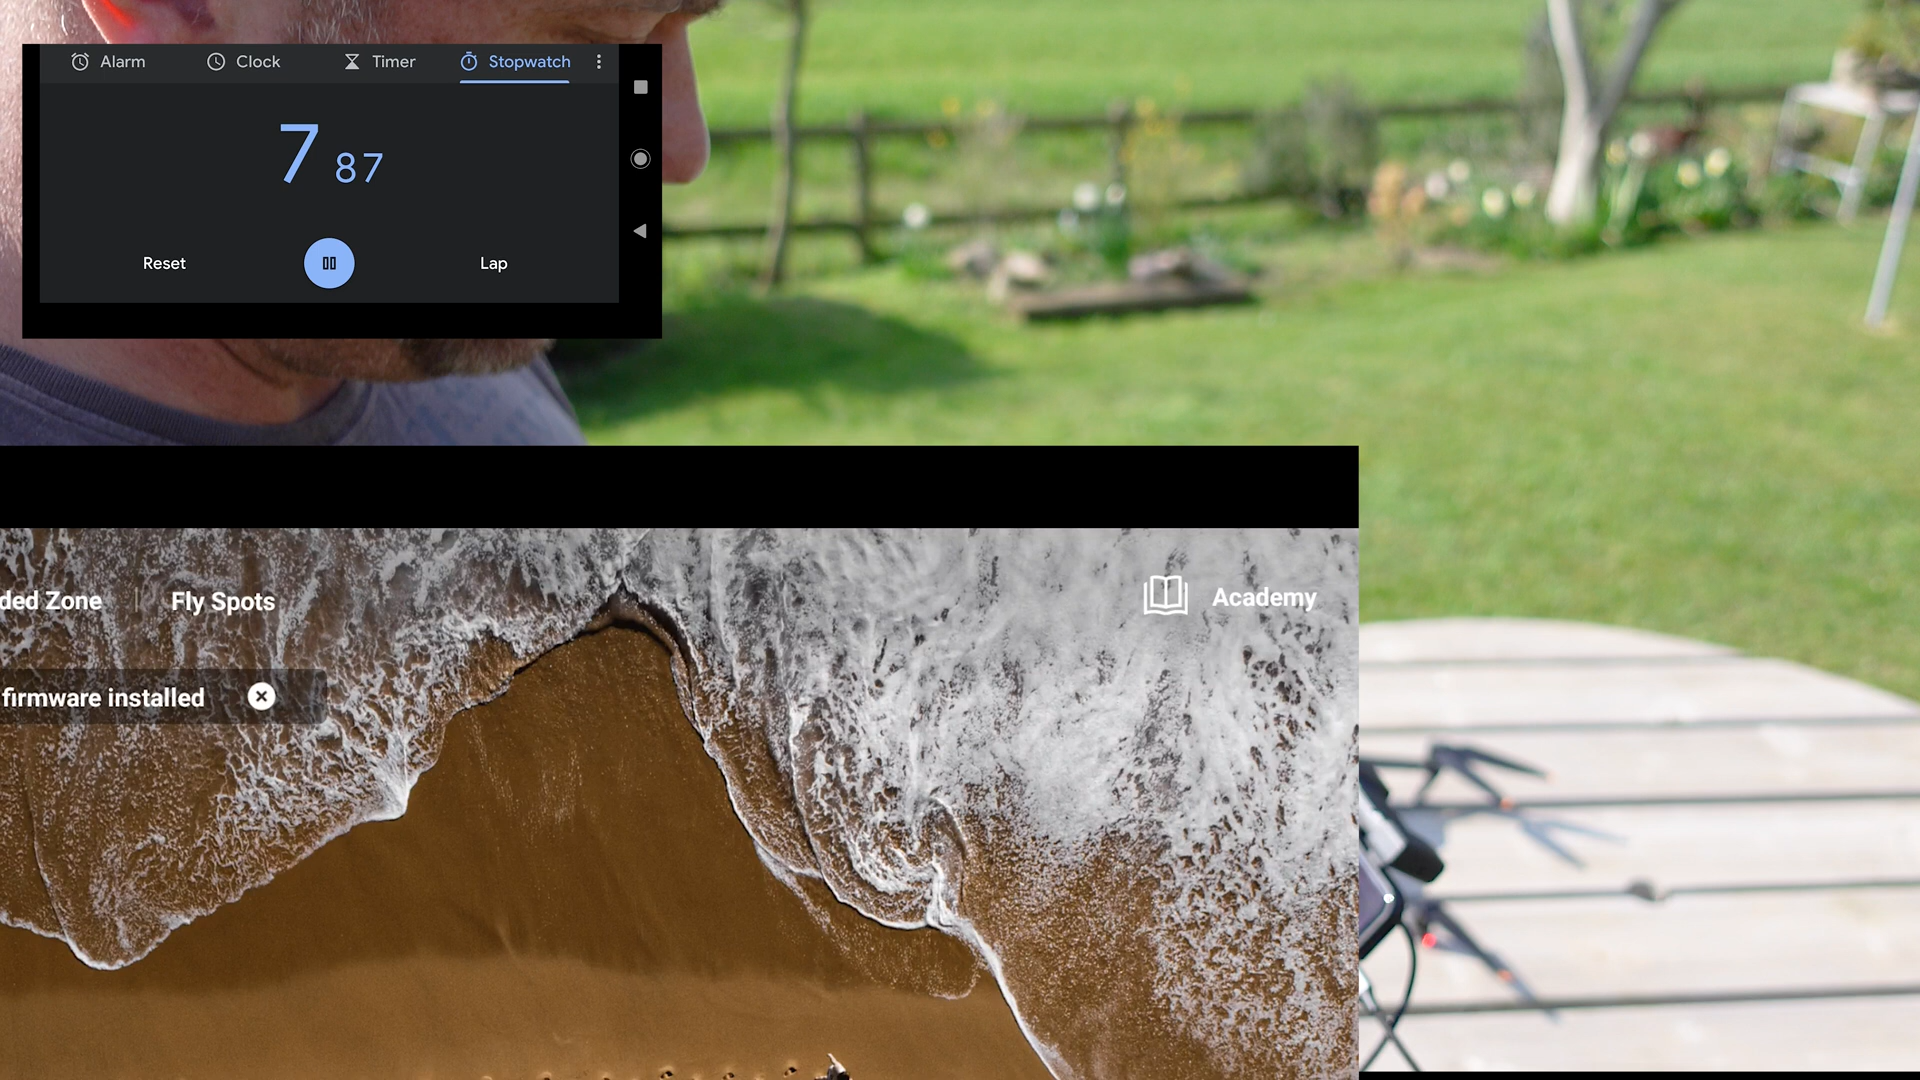 Alarm Clock Timer Stopwatch
7 87
Reset Lap
ded Zone Fly Spots Academy
firmware installed